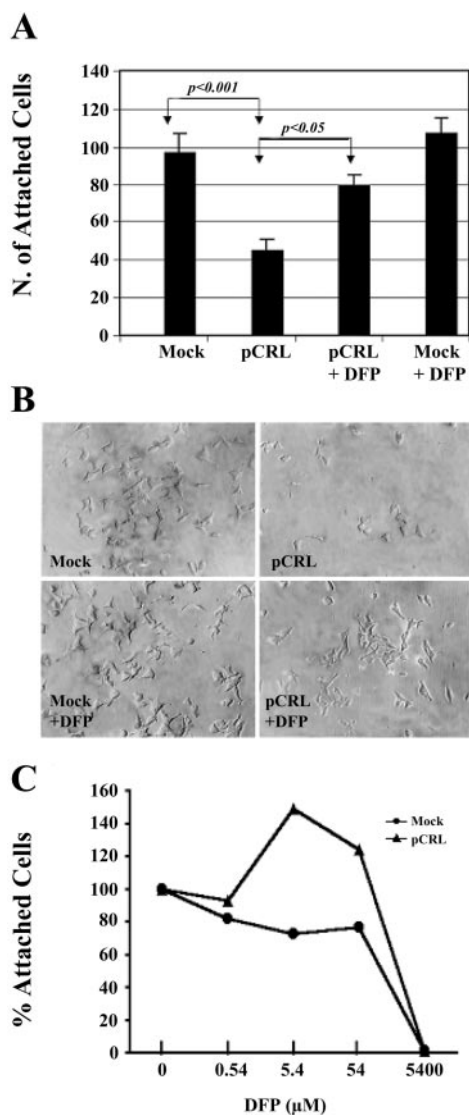 A
N. of Attached Cells
140
120
100
80
60
40
20
0
p<0.001
p<0.05
Mock
pCRL
pCRL
+ DFP
Mock
+ DFP
B
Mock
pCRL
Mock
+DFP
pCRL
+DFP
C
% Attached Cells
160
140
120
100
80
60
40
20
0
Mock
pCRL
0 0.54 5.4 54 5400
DFP (μM)